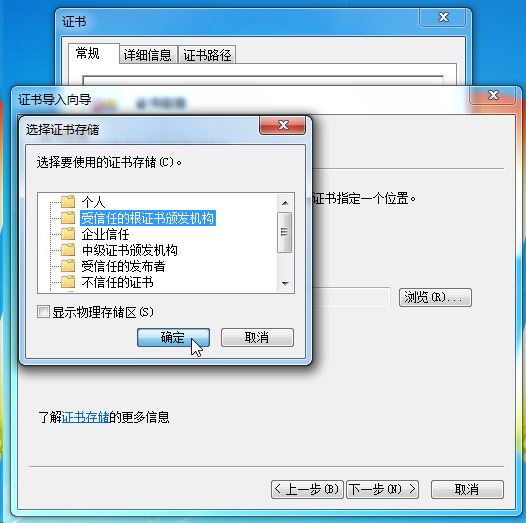 证书
常规 详细信息 证书路径
证书导入向导
选择证书存储
选择要使用的证书存储(C)。
证书指定一个位置。
个人
受信任的根证书颁发机构
企业信任
中级证书颁发机构
受信任的发布者
不信任的证书
浏览(R)...
显示物理存储区(S)
确定 取消
了解证书存储的更多信息
< 上一步(B) 下一步(N) > 取消